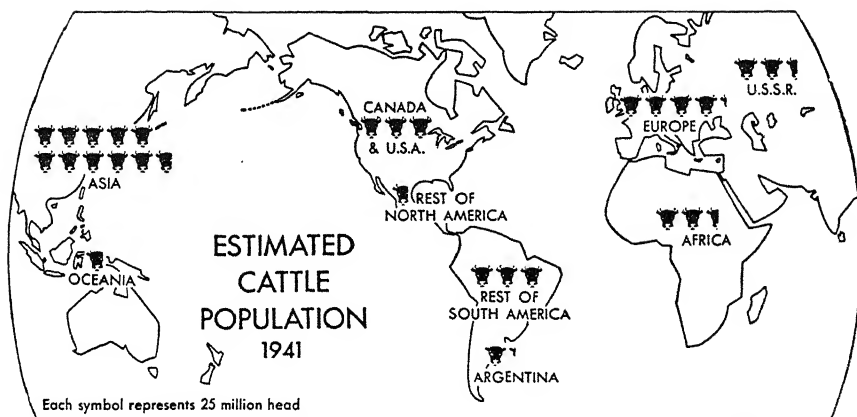 U.S.S.R.
CANADA
& U.S.A.
EUROPE
ASIA
REST OF
NORTH AMERICA
AFRICA
OCEANIA
ESTIMATED
CATTLE
POPULATION
1941
REST OF
SOUTH AMERICA
ARGENTINA
Each symbol represents 25 million head